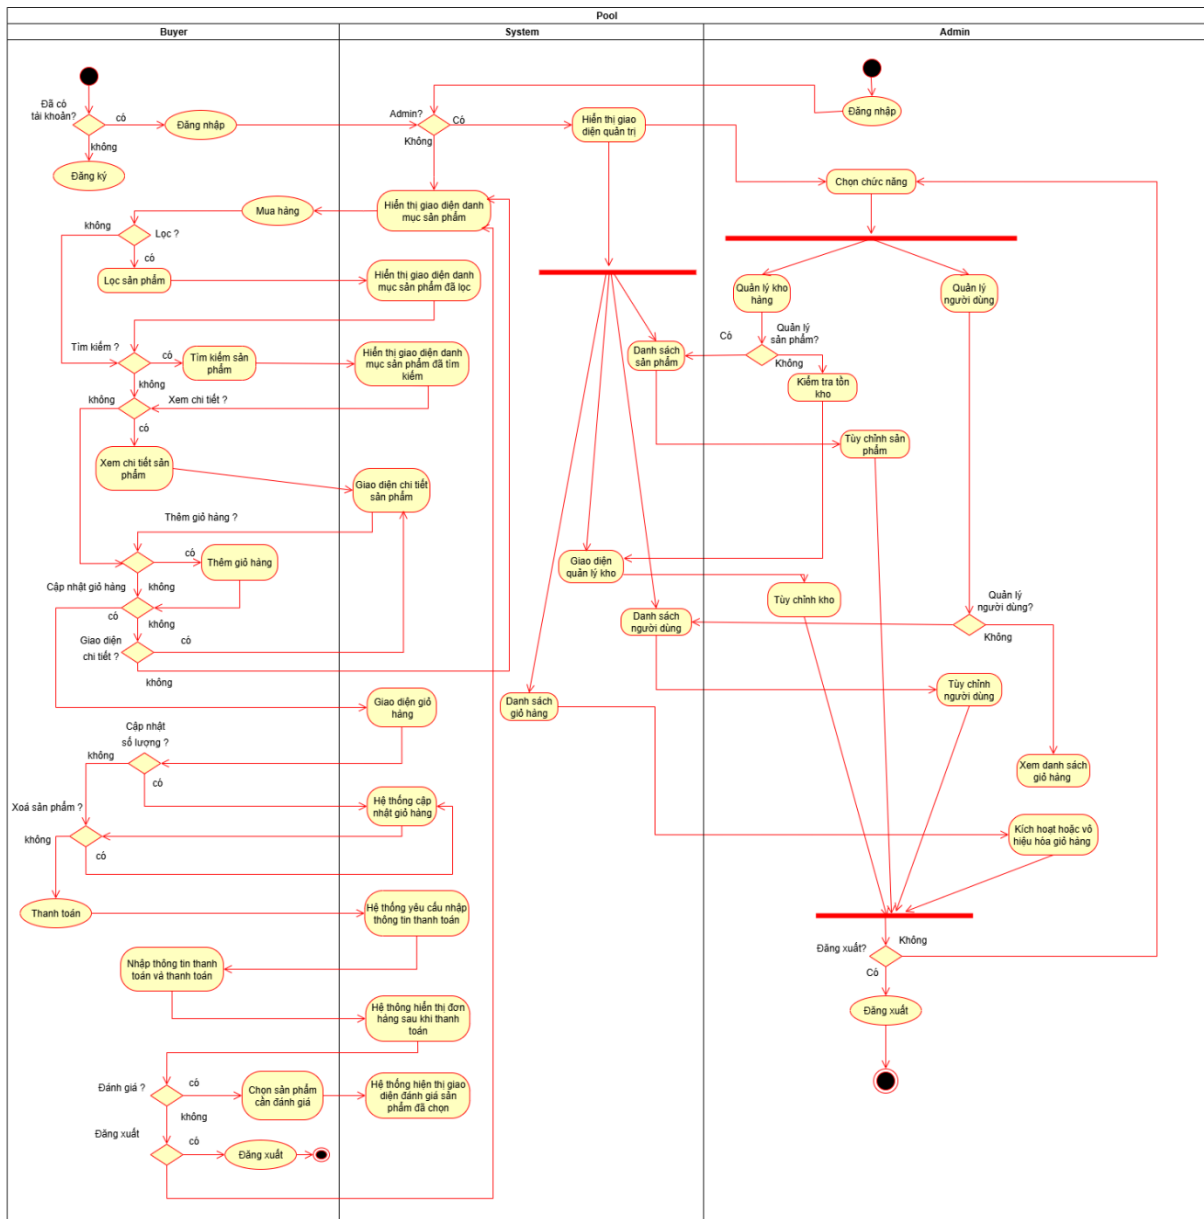 Pool
Buyer
System
Admin
Đã có
tài khoản?
có
Đăng nhập
không
Đăng ký
Admin?
Có
Không
Hiển thị giao
diện quản trị
Đăng nhập
Chọn chức năng
Hiển thị giao diện danh
mục sản phẩm
Mua hàng
không
Lọc ?
có
Lọc sản phẩm
Hiển thị giao diện danh
mục sản phẩm đã lọc
Quản lý kho
hàng
Quản lý
người dùng
Có
Quản lý
sản phẩm?
Không
Danh sách
sản phẩm
Kiểm tra tồn
kho
Tìm kiếm ?
có
Tìm kiếm sản
phẩm
Hiển thị giao diện danh
mục sản phẩm đã tìm
kiếm
không
không
Xem chi tiết ?
có
Xem chi tiết sản
phẩm
Giao diện chi tiết
sản phẩm
Tùy chỉnh sản
phẩm
Thêm giỏ hàng ?
có
Thêm giỏ hàng
không
Cập nhật giỏ hàng
có
không
Giao diện
chi tiết ?
có
không
Giao diện
quản lý kho
Tùy chỉnh kho
Danh sách
người dùng
Quản lý
người dùng?
Không
Danh sách
giỏ hàng
Tùy chỉnh
người dùng
Giao diện giỏ
hàng
Cập nhật
số lượng ?
không
có
Xem danh sách
giỏ hàng
Hệ thống cập
nhật giỏ hàng
Xoá sản phẩm ?
không
có
Kích hoạt hoặc vô
hiệu hóa giỏ hàng
Thanh toán
Hệ thống yêu cầu nhập
thông tin thanh toán
Đăng xuất?
Không
Có
Đăng xuất
Nhập thông tin thanh
toán và thanh toán
Hệ thông hiển thị đơn
hàng sau khi thanh
toán
Đánh giá ?
có
Chọn sản phẩm
cần đánh giá
Hệ thống hiện thị giao
diện đánh giá sản
phẩm đã chọn
không
Đăng xuất
có
Đăng xuất